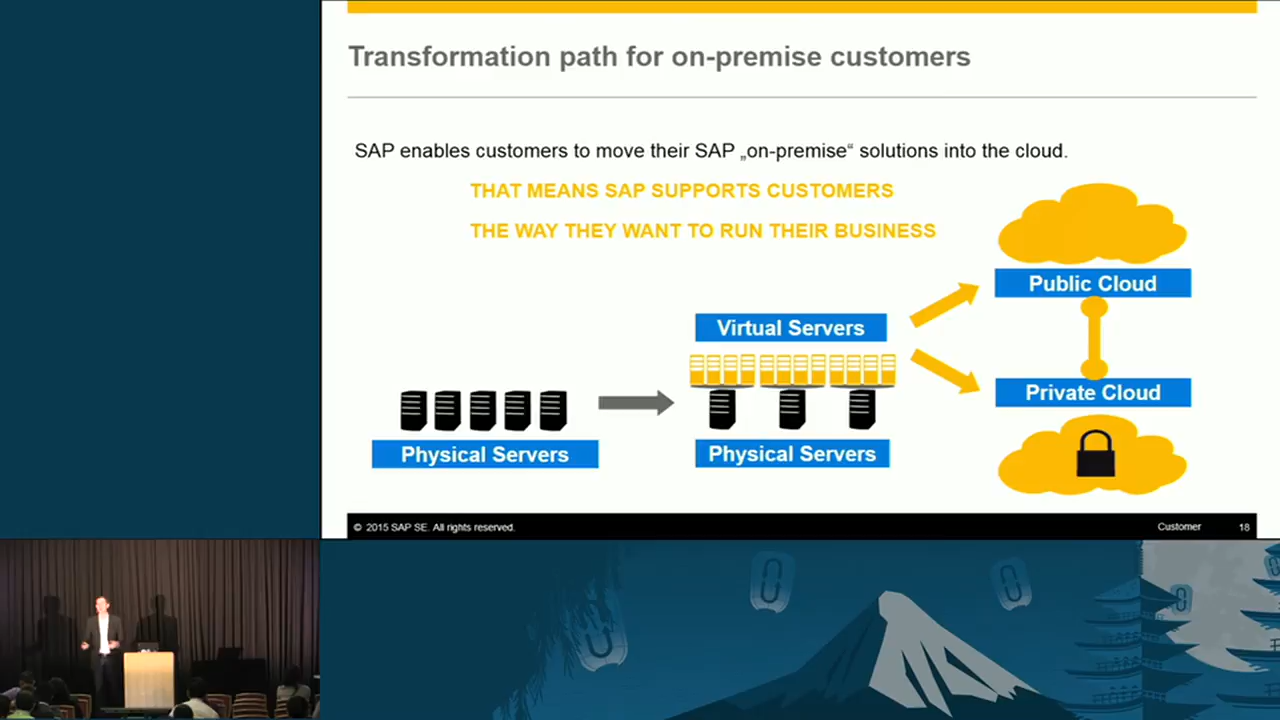 Transformation path for on-premise customers
SAP enables customers to move their SAP „on-premise“ solutions into the cloud.
THAT MEANS SAP SUPPORTS CUSTOMERS
THE WAY THEY WANT TO RUN THEIR BUSINESS
Public Cloud
Virtual Servers
Private Cloud
Physical Servers
Physical Servers
© 2015 SAP SE. All rights reserved.
Customer
18